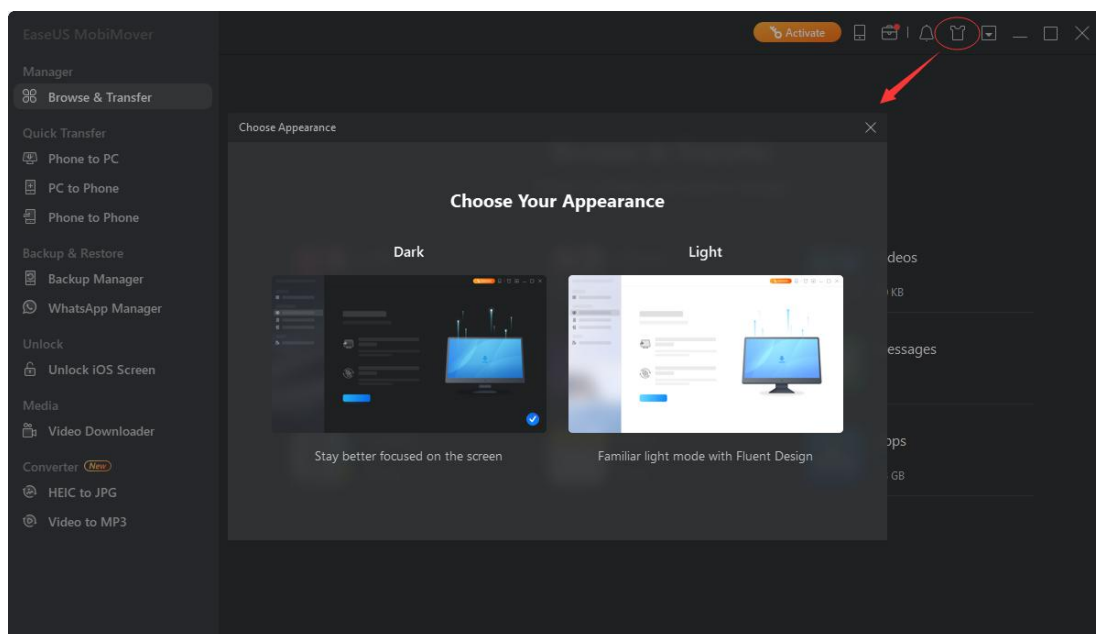 EaseUS MobiMover
Activate
Manager
Browse & Transfer
Quick Transfer
Phone to PC
PC to Phone
Phone to Phone
Backup & Restore
Backup Manager
WhatsApp Manager
Unlock
Unlock iOS Screen
Media
Video Downloader
Converter New
HEIC to JPG
Video to MP3
Choose Appearance
Choose Your Appearance
Dark
Light
Stay better focused on the screen
Familiar light mode with Fluent Design
deos
KB
essages
ops
GB